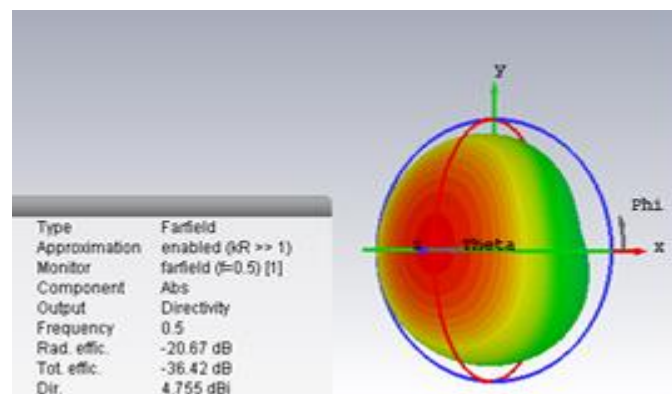 y
Phi
Theta
x
Type Farfield
Approximation enabled (kR >> 1)
Monitor farfield (f=0.5) [1]
Component Abs
Output Directivity
Frequency 0.5
Rad. effic. -20.67 dB
Tot. effic. -36.42 dB
Dir. 4.755 dBi